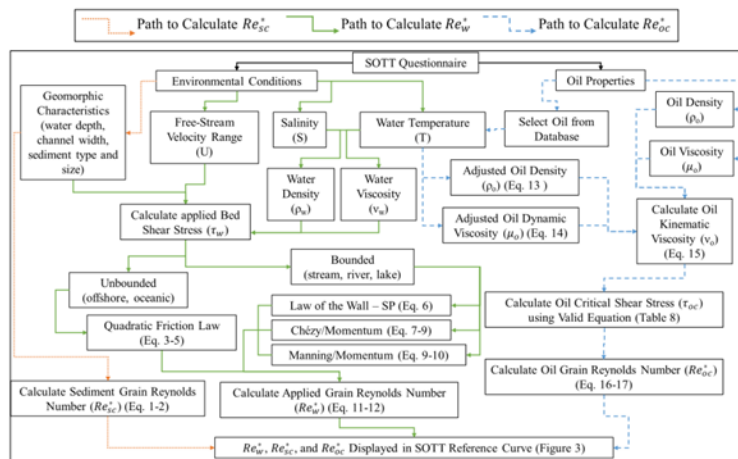 Path to Calculate Re*sc
Path to Calculate Re*w
Path to Calculate Re*oc
SOTT Questionnaire
Environmental Conditions
Oil Properties
Geomorphic
Characteristics
(water depth,
channel width,
sediment type and
size)
Free-Stream
Velocity Range
(U)
Salinity
(S)
Water Temperature
(T)
Select Oil from
Database
Oil Density
(ρo)
Oil Viscosity
(μo)
Water
Density
(ρw)
Water
Viscosity
(νw)
Adjusted Oil Density
(ρo) (Eq. 13 )
Adjusted Oil Dynamic
Viscosity (μo) (Eq. 14)
Calculate Oil
Kinematic
Viscosity (νo)
(Eq. 15)
Calculate applied Bed
Shear Stress (τw)
Unbounded
(offshore, oceanic)
Bounded
(stream, river, lake)
Quadratic Friction Law
(Eq. 3-5)
Law of the Wall – SP (Eq. 6)
Chézy/Momentum (Eq. 7-9)
Manning/Momentum (Eq. 9-10)
Calculate Oil Critical Shear Stress (τoc)
using Valid Equation (Table 8)
Calculate Oil Grain Reynolds Number (Re*oc)
(Eq. 16-17)
Calculate Sediment Grain Reynolds
Number (Re*sc) (Eq. 1-2)
Calculate Applied Grain Reynolds
Number (Re*w) (Eq. 11-12)
Re*w, Re*sc, and Re*oc Displayed in SOTT Reference Curve (Figure 3)